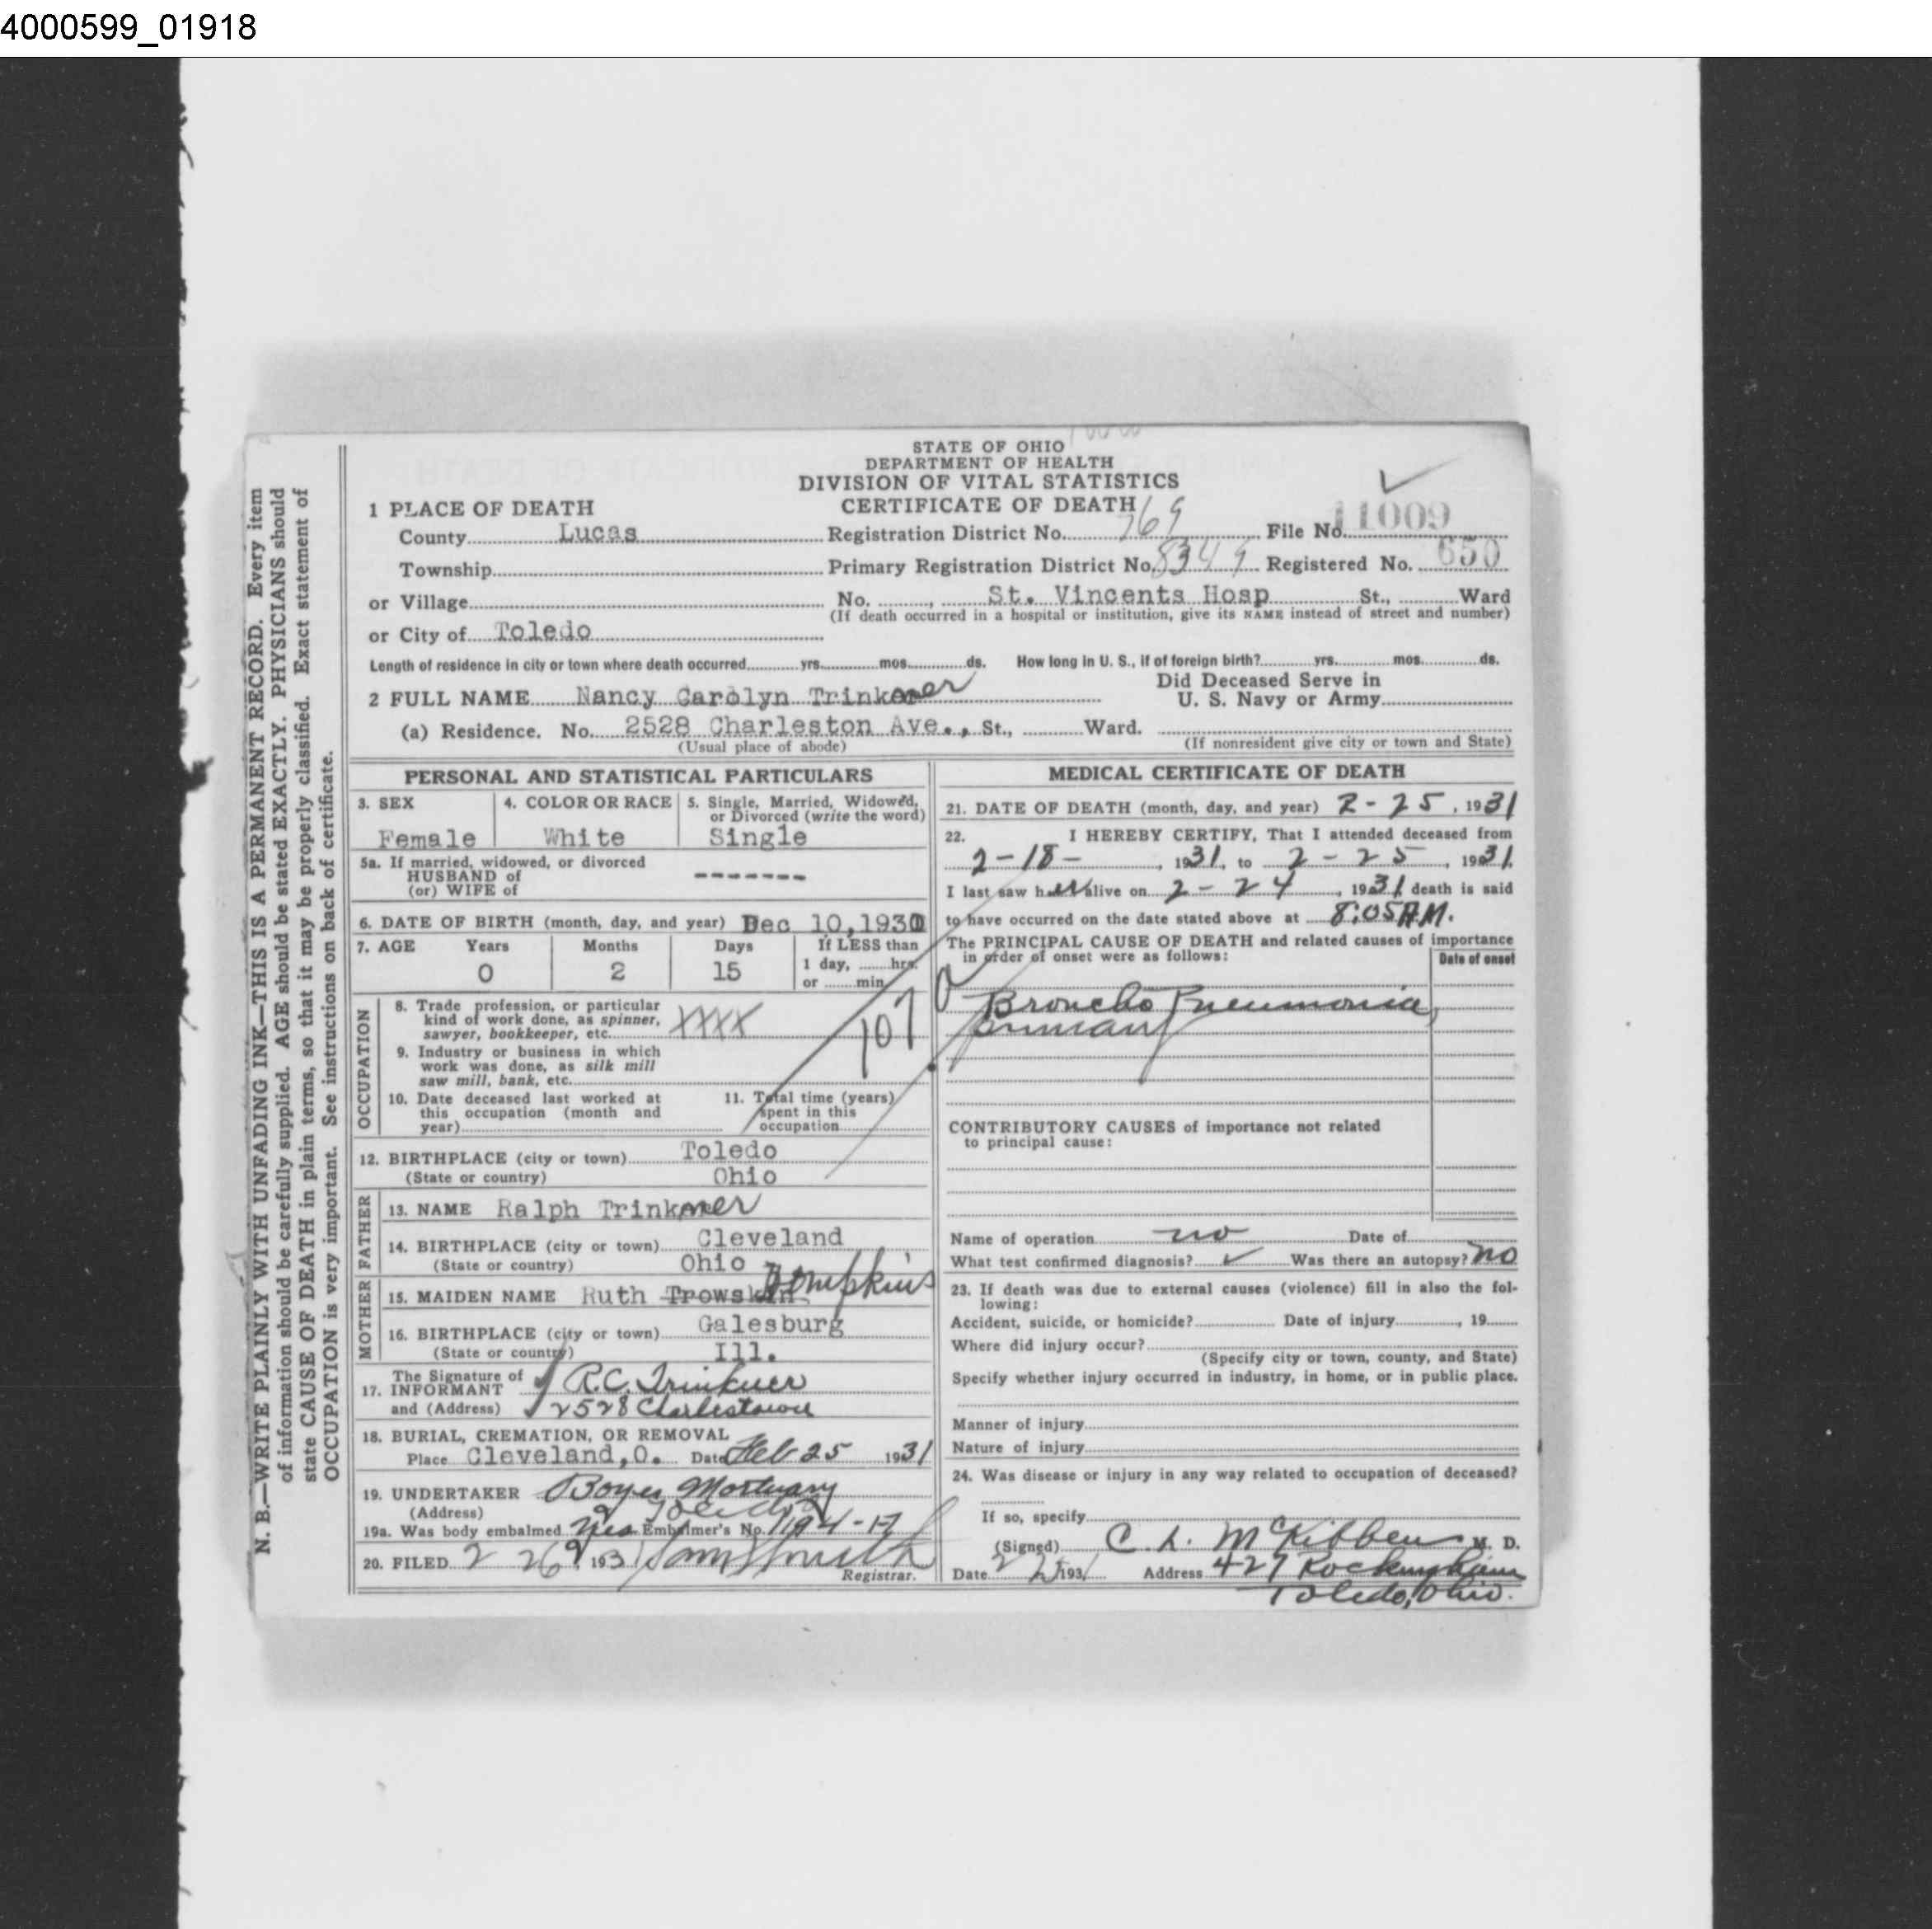 4000599_01918
STATE OF OHIO
DEPARTMENT OF HEALTH
DIVISION OF VITAL STATISTICS
CERTIFICATE OF DEATH
1 PLACE OF DEATH
County Lucas Registration District No. 769 File No. 11009
Township Primary Registration District No. 8349 Registered No. 650
or Village No. St. Vincents Hosp St., Ward
(If death occurred in a hospital or institution, give its NAME instead of street and number)
or City of Toledo
Length of residence in city or town where death occurred yrs. mos. ds. How long in U. S., if of foreign birth? yrs. mos. ds.
2 FULL NAME Nancy Carolyn Trinkner
Did Deceased Serve in
U. S. Navy or Army
(a) Residence. No. 2528 Charleston Ave., St., Ward.
(Usual place of abode) (If nonresident give city or town and State)
PERSONAL AND STATISTICAL PARTICULARS
3. SEX 4. COLOR OR RACE 5. Single, Married, Widowed,
or Divorced (write the word)
Female White Single
5a. If married, widowed, or divorced
HUSBAND of
(or) WIFE of -------
6. DATE OF BIRTH (month, day, and year) Dec 10,1930
7. AGE Years Months Days If LESS than
0 2 15 1 day, hrs.
or min.
OCCUPATION
8. Trade profession, or particular
kind of work done, as spinner,
sawyer, bookkeeper, etc. XXXX
107
9. Industry or business in which
work was done, as silk mill
saw mill, bank, etc.
10. Date deceased last worked at
this occupation (month and
year)
11. Total time (years)
spent in this
occupation
12. BIRTHPLACE (city or town) Toledo
(State or country) Ohio
FATHER
13. NAME Ralph Trinkner
14. BIRTHPLACE (city or town) Cleveland
(State or country) Ohio
MOTHER
15. MAIDEN NAME Ruth Trowskin Tompkins
16. BIRTHPLACE (city or town) Galesburg
(State or country) Ill.
17. The Signature of
INFORMANT R.C. Trinkner
and (Address) 2528 Charlestown
18. BURIAL, CREMATION, OR REMOVAL
Place Cleveland,O. Date Feb 25 1931
19. UNDERTAKER Boyer Mortuary
(Address) Toledo
19a. Was body embalmed Yes Embalmer's No.
20. FILED 2 26 1931
Registrar.
MEDICAL CERTIFICATE OF DEATH
21. DATE OF DEATH (month, day, and year) 2-25, 1931
22. I HEREBY CERTIFY, That I attended deceased from
2-18-, 1931, to 2-25, 1931.
I last saw her alive on 2-24, 1931 death is said
to have occurred on the date stated above at 8:05 A.M.
The PRINCIPAL CAUSE OF DEATH and related causes of importance
in order of onset were as follows:
Date of onset
Broncho Pneumonia,
primary
CONTRIBUTORY CAUSES of importance not related
to principal cause:
Name of operation no Date of
What test confirmed diagnosis? ✓ Was there an autopsy? no
23. If death was due to external causes (violence) fill in also the fol-
lowing:
Accident, suicide, or homicide? Date of injury, 19
Where did injury occur?
(Specify city or town, county, and State)
Specify whether injury occurred in industry, in home, or in public place.
Manner of injury
Nature of injury
24. Was disease or injury in any way related to occupation of deceased?
If so, specify
(Signed) C. L. McKibben M. D.
Date 1931 Address 427 Rockingham
Toledo, Ohio.
N. B.—WRITE PLAINLY WITH UNFADING INK—THIS IS A PERMANENT RECORD. Every item
of information should be carefully supplied. AGE should be stated EXACTLY. PHYSICIANS should
state CAUSE OF DEATH in plain terms, so that it may be properly classified. Exact statement of
OCCUPATION is very important. See instructions on back of certificate.